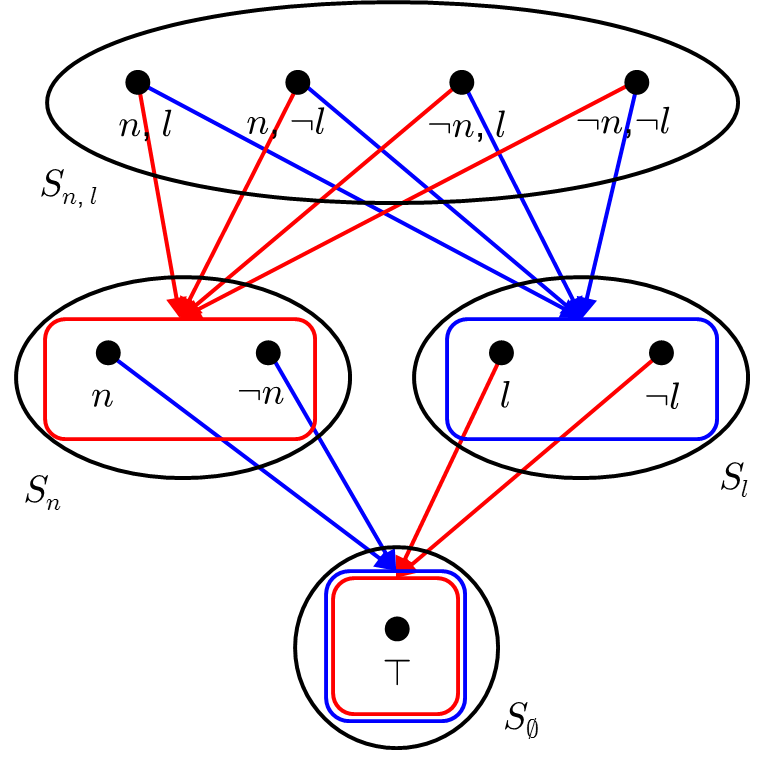 n, l n, ¬l ¬n, l ¬n,¬l
S_{n, l}
n ¬n l ¬l
S_n S_l
⊤
S_∅